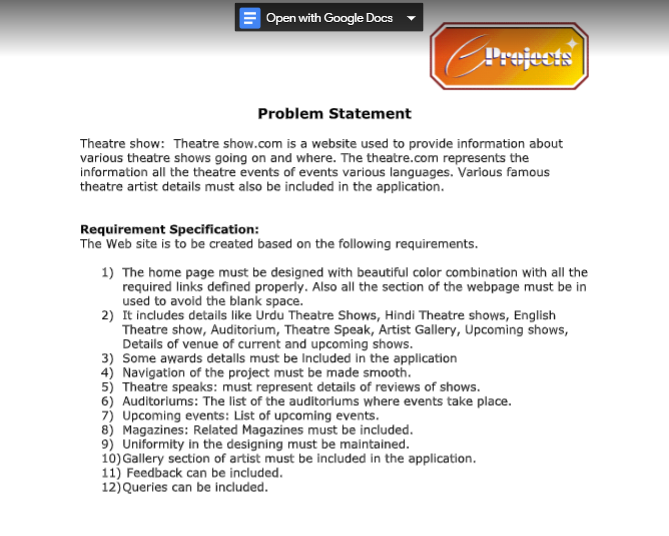 Open with Google Docs
Projects
Problem Statement
Theatre show:  Theatre show.com is a website used to provide information about
various theatre shows going on and where. The theatre.com represents the
information all the theatre events of events various languages. Various famous
theatre artist details must also be included in the application.
Requirement Specification:
The Web site is to be created based on the following requirements.
1) The home page must be designed with beautiful color combination with all the
required links defined properly. Also all the section of the webpage must be in
used to avoid the blank space.
2) It includes details like Urdu Theatre Shows, Hindi Theatre shows, English
Theatre show, Auditorium, Theatre Speak, Artist Gallery, Upcoming shows,
Details of venue of current and upcoming shows.
3) Some awards details must be Included in the application
4) Navigation of the project must be made smooth.
5) Theatre speaks: must represent details of reviews of shows.
6) Auditoriums: The list of the auditoriums where events take place.
7) Upcoming events: List of upcoming events.
8) Magazines: Related Magazines must be included.
9) Uniformity in the designing must be maintained.
10)Gallery section of artist must be included in the application.
11) Feedback can be included.
12)Queries can be included.